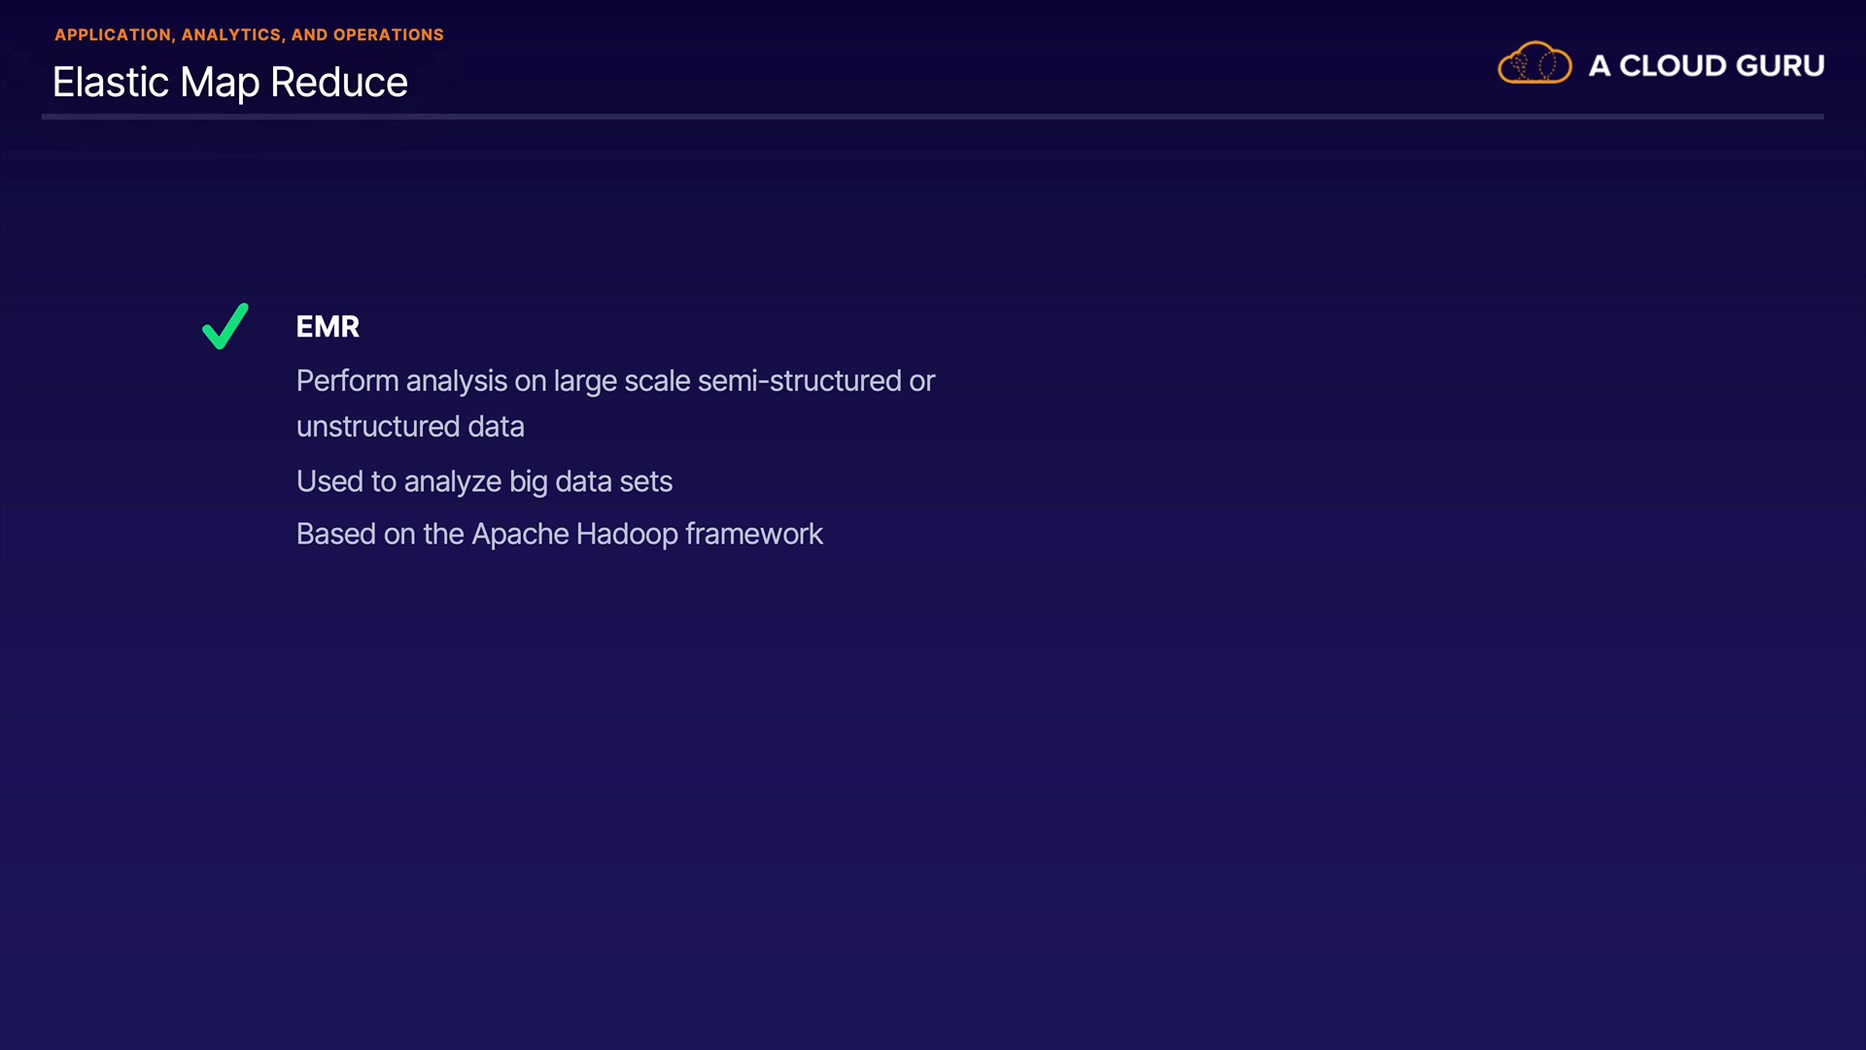 APPLICATION, ANALYTICS, AND OPERATIONS
Elastic Map Reduce
A CLOUD GURU
EMR
Perform analysis on large scale semi-structured or
unstructured data
Used to analyze big data sets
Based on the Apache Hadoop framework